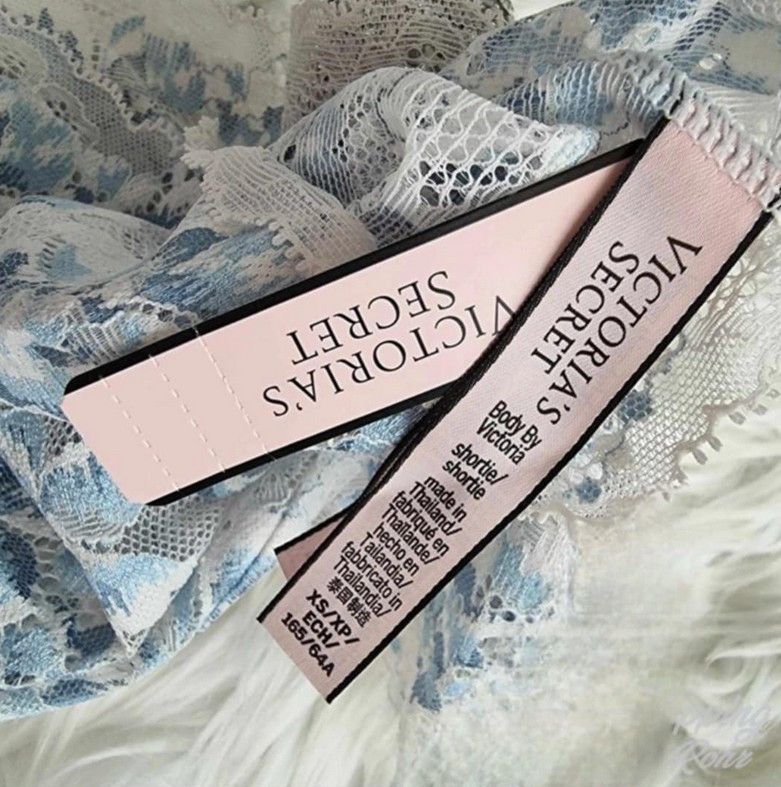 VICTORIA'S
SECRET
VICTORIA'S
SECRET
Body By
Victoria
shortie/
shortie
made in
Thailand/
fabriqué en
Thaïlande/
hecho en
Tailandia/
fabbricato in
Thailandia/
泰国制造
XS/XP/
ECH/
165/64A